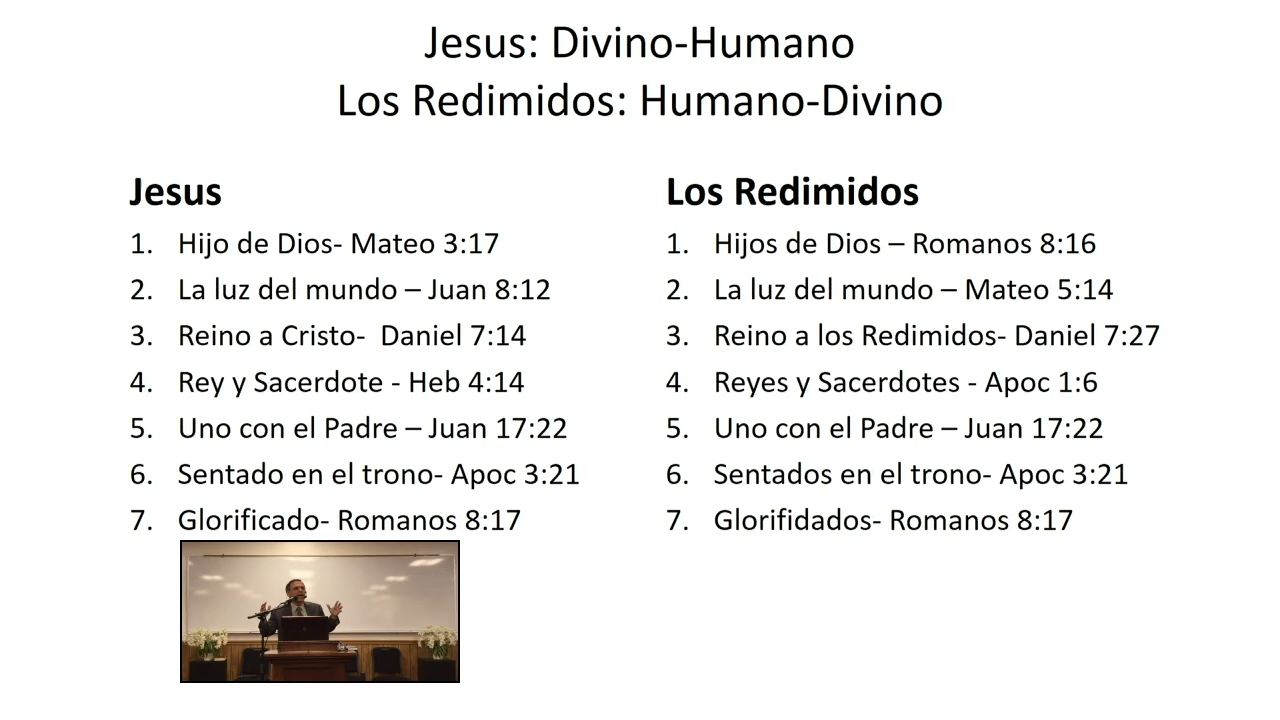 Jesus: Divino-Humano
Los Redimidos: Humano-Divino
Jesus
1. Hijo de Dios- Mateo 3:17
2. La luz del mundo – Juan 8:12
3. Reino a Cristo-  Daniel 7:14
4. Rey y Sacerdote - Heb 4:14
5. Uno con el Padre – Juan 17:22
6. Sentado en el trono- Apoc 3:21
7. Glorificado- Romanos 8:17
Los Redimidos
1. Hijos de Dios – Romanos 8:16
2. La luz del mundo – Mateo 5:14
3. Reino a los Redimidos- Daniel 7:27
4. Reyes y Sacerdotes - Apoc 1:6
5. Uno con el Padre – Juan 17:22
6. Sentados en el trono- Apoc 3:21
7. Glorifidados- Romanos 8:17